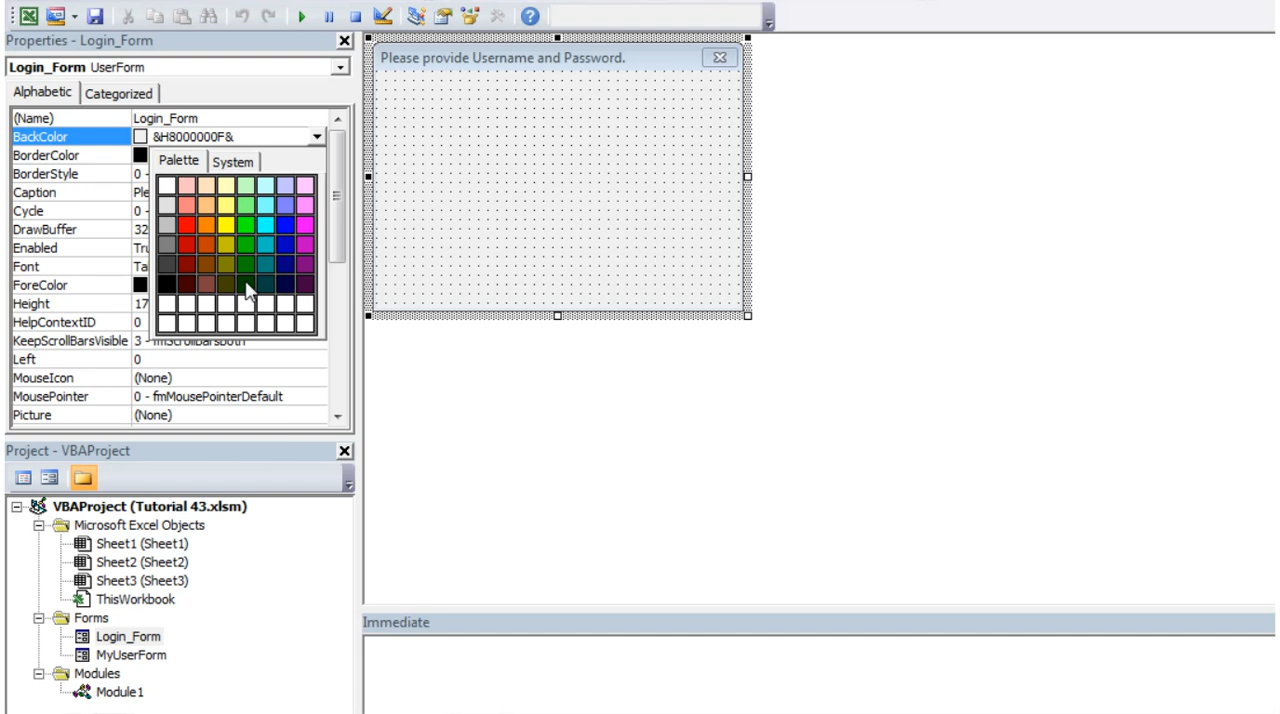 Properties - Login_Form
Login_Form UserForm
Alphabetic Categorized
(Name) Login_Form
BackColor &H8000000F&
BorderColor
BorderStyle 0 -
Caption Ple
Cycle 0 -
DrawBuffer 32
Enabled Tru
Font Ta
ForeColor
Height 17
HelpContextID 0
KeepScrollBarsVisible 3 - fmScrollBarsBoth
Left 0
MouseIcon (None)
MousePointer 0 - fmMousePointerDefault
Picture (None)
Palette System
Please provide Username and Password.
Project - VBAProject
VBAProject (Tutorial 43.xlsm)
Microsoft Excel Objects
Sheet1 (Sheet1)
Sheet2 (Sheet2)
Sheet3 (Sheet3)
ThisWorkbook
Forms
Login_Form
MyUserForm
Modules
Module1
Immediate